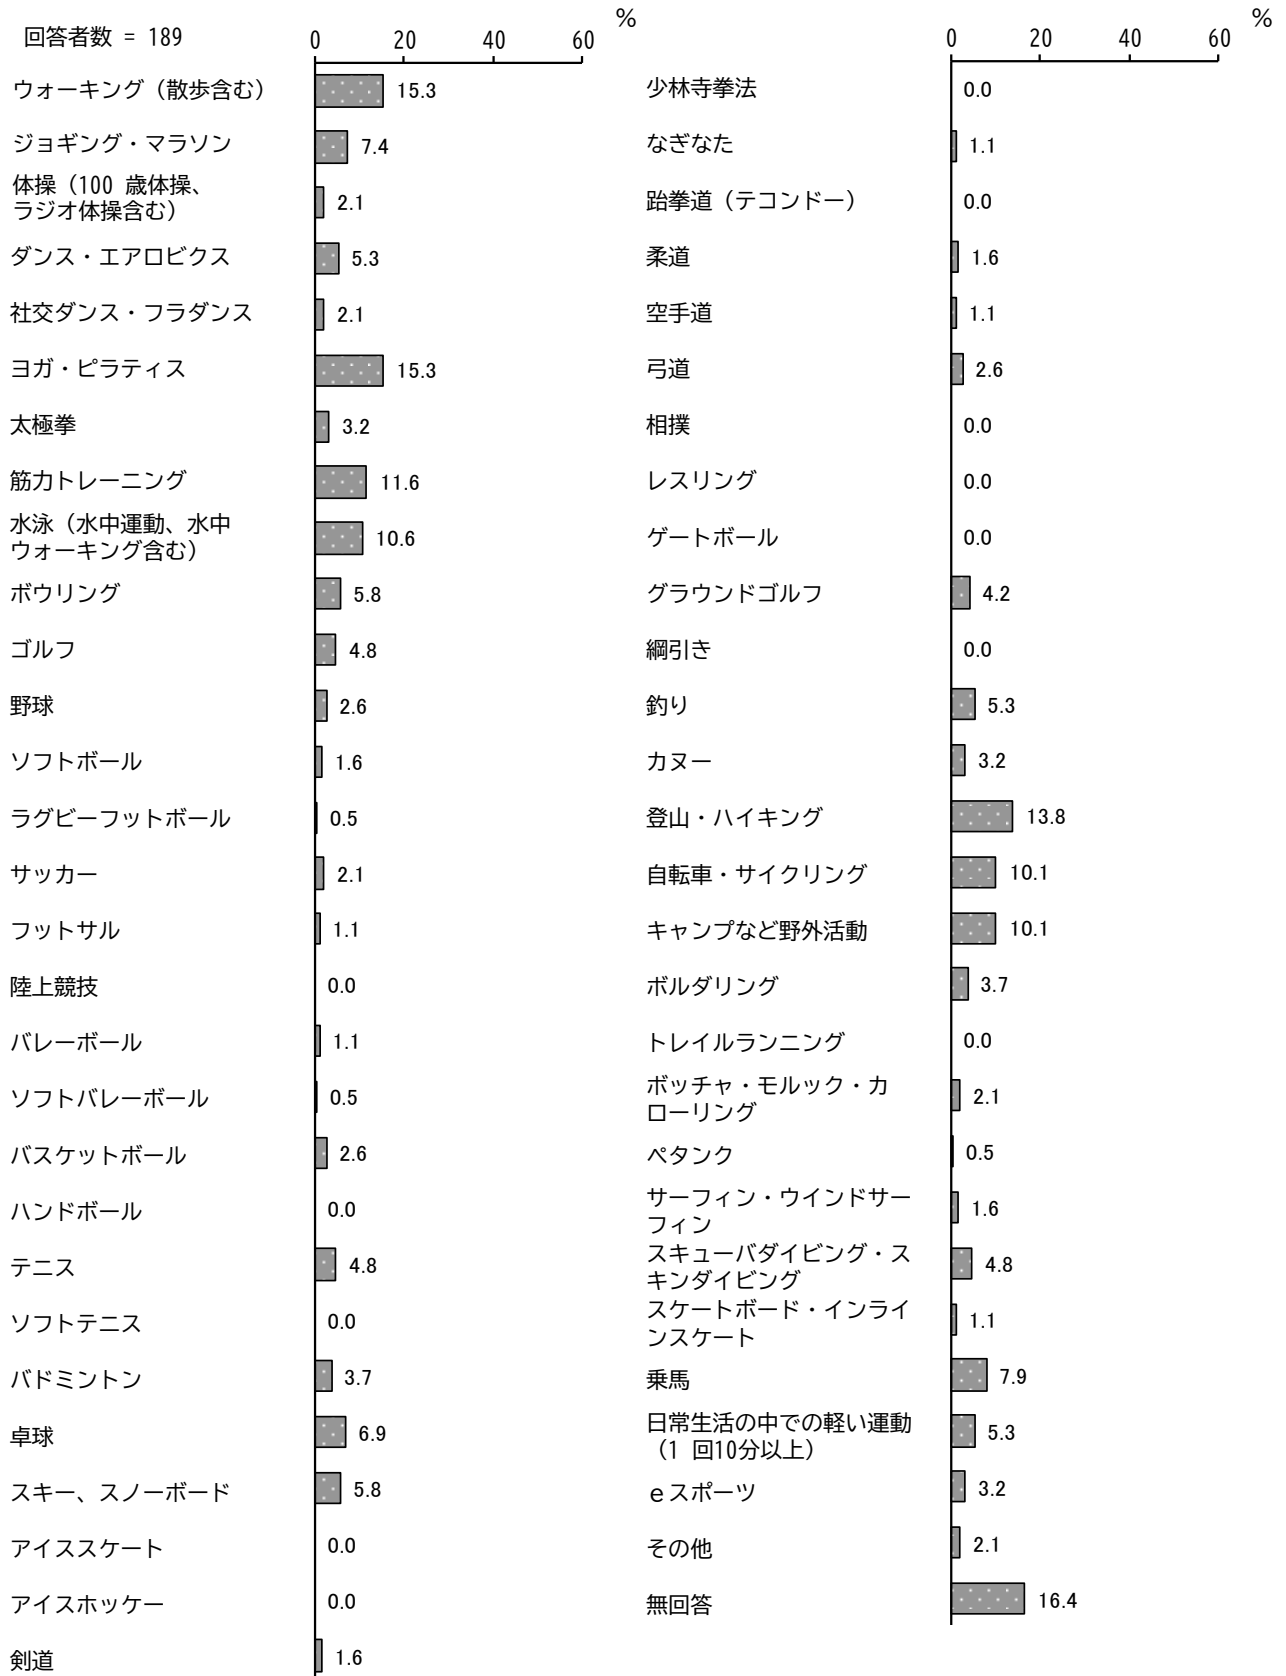 回答者数 = 189
%
0 20 40 60
ウォーキング（散歩含む） 15.3
ジョギング・マラソン 7.4
体操（100 歳体操、
ラジオ体操含む） 2.1
ダンス・エアロビクス 5.3
社交ダンス・フラダンス 2.1
ヨガ・ピラティス 15.3
太極拳 3.2
筋力トレーニング 11.6
水泳（水中運動、水中
ウォーキング含む） 10.6
ボウリング 5.8
ゴルフ 4.8
野球 2.6
ソフトボール 1.6
ラグビーフットボール 0.5
サッカー 2.1
フットサル 1.1
陸上競技 0.0
バレーボール 1.1
ソフトバレーボール 0.5
バスケットボール 2.6
ハンドボール 0.0
テニス 4.8
ソフトテニス 0.0
バドミントン 3.7
卓球 6.9
スキー、スノーボード 5.8
アイススケート 0.0
アイスホッケー 0.0
剣道 1.6
%
0 20 40 60
少林寺拳法 0.0
なぎなた 1.1
跆拳道（テコンドー） 0.0
柔道 1.6
空手道 1.1
弓道 2.6
相撲 0.0
レスリング 0.0
ゲートボール 0.0
グラウンドゴルフ 4.2
綱引き 0.0
釣り 5.3
カヌー 3.2
登山・ハイキング 13.8
自転車・サイクリング 10.1
キャンプなど野外活動 10.1
ボルダリング 3.7
トレイルランニング 0.0
ボッチャ・モルック・カ
ローリング 2.1
ペタンク 0.5
サーフィン・ウインドサー
フィン 1.6
スキューバダイビング・ス
キンダイビング 4.8
スケートボード・インライ
ンスケート 1.1
乗馬 7.9
日常生活の中での軽い運動
（1 回10分以上） 5.3
ｅスポーツ 3.2
その他 2.1
無回答 16.4